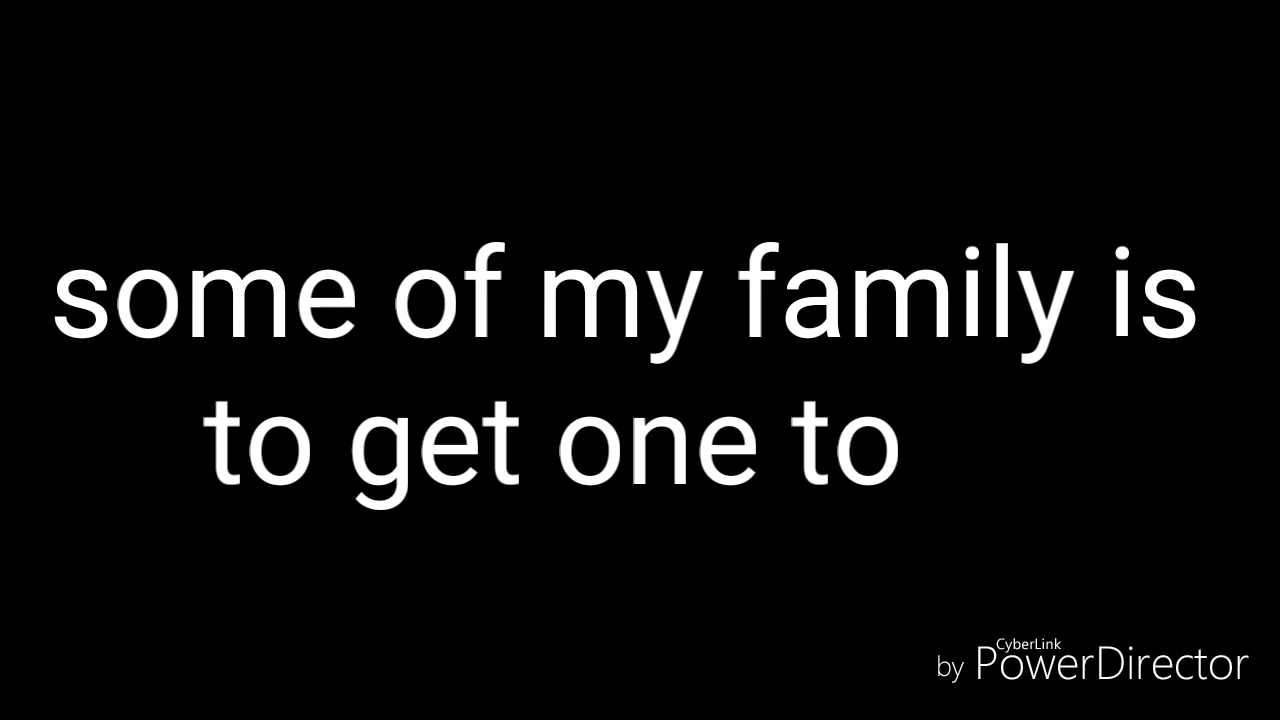 some of my family is
to get one to
CyberLink
by PowerDirector